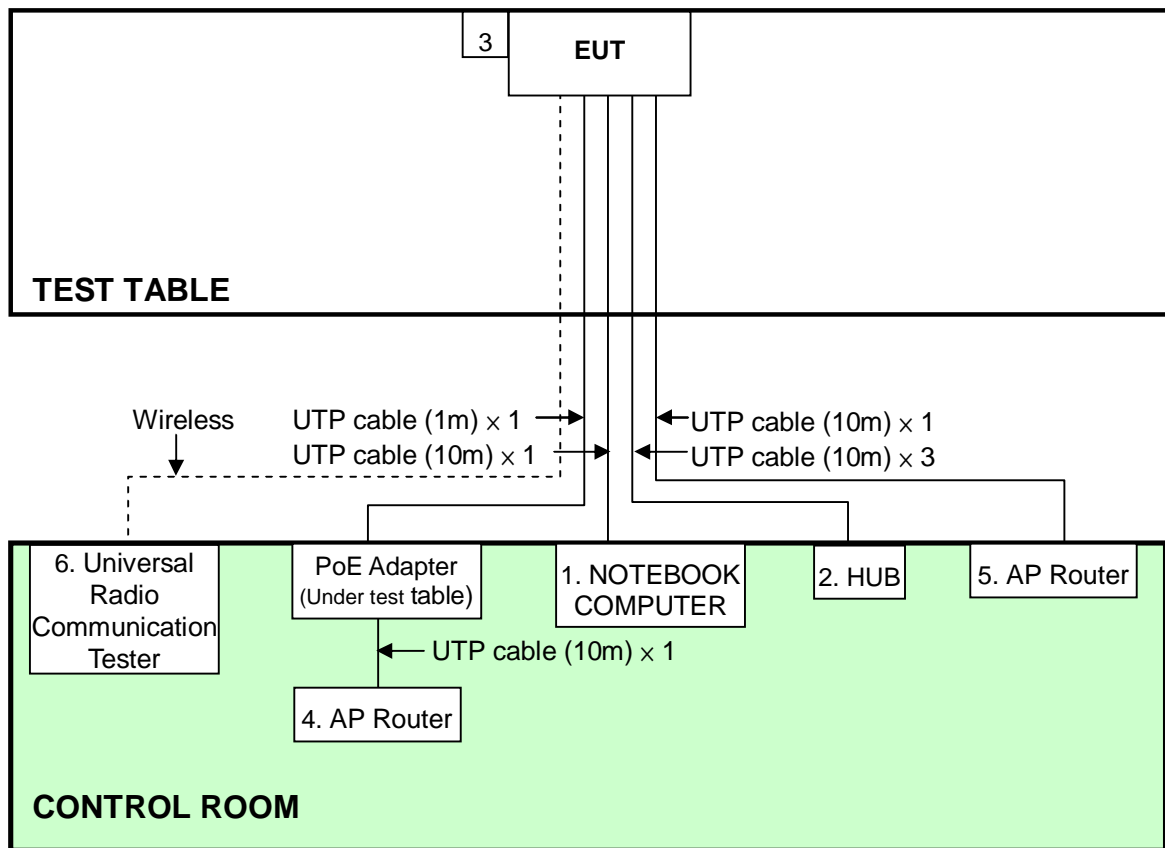 3
EUT
TEST TABLE
Wireless
UTP cable (1m) × 1
UTP cable (10m) × 1
UTP cable (10m) × 1
UTP cable (10m) × 3
6. Universal
Radio
Communication
Tester
PoE Adapter
(Under test table)
1. NOTEBOOK
COMPUTER
2. HUB
5. AP Router
UTP cable (10m) × 1
4. AP Router
CONTROL ROOM